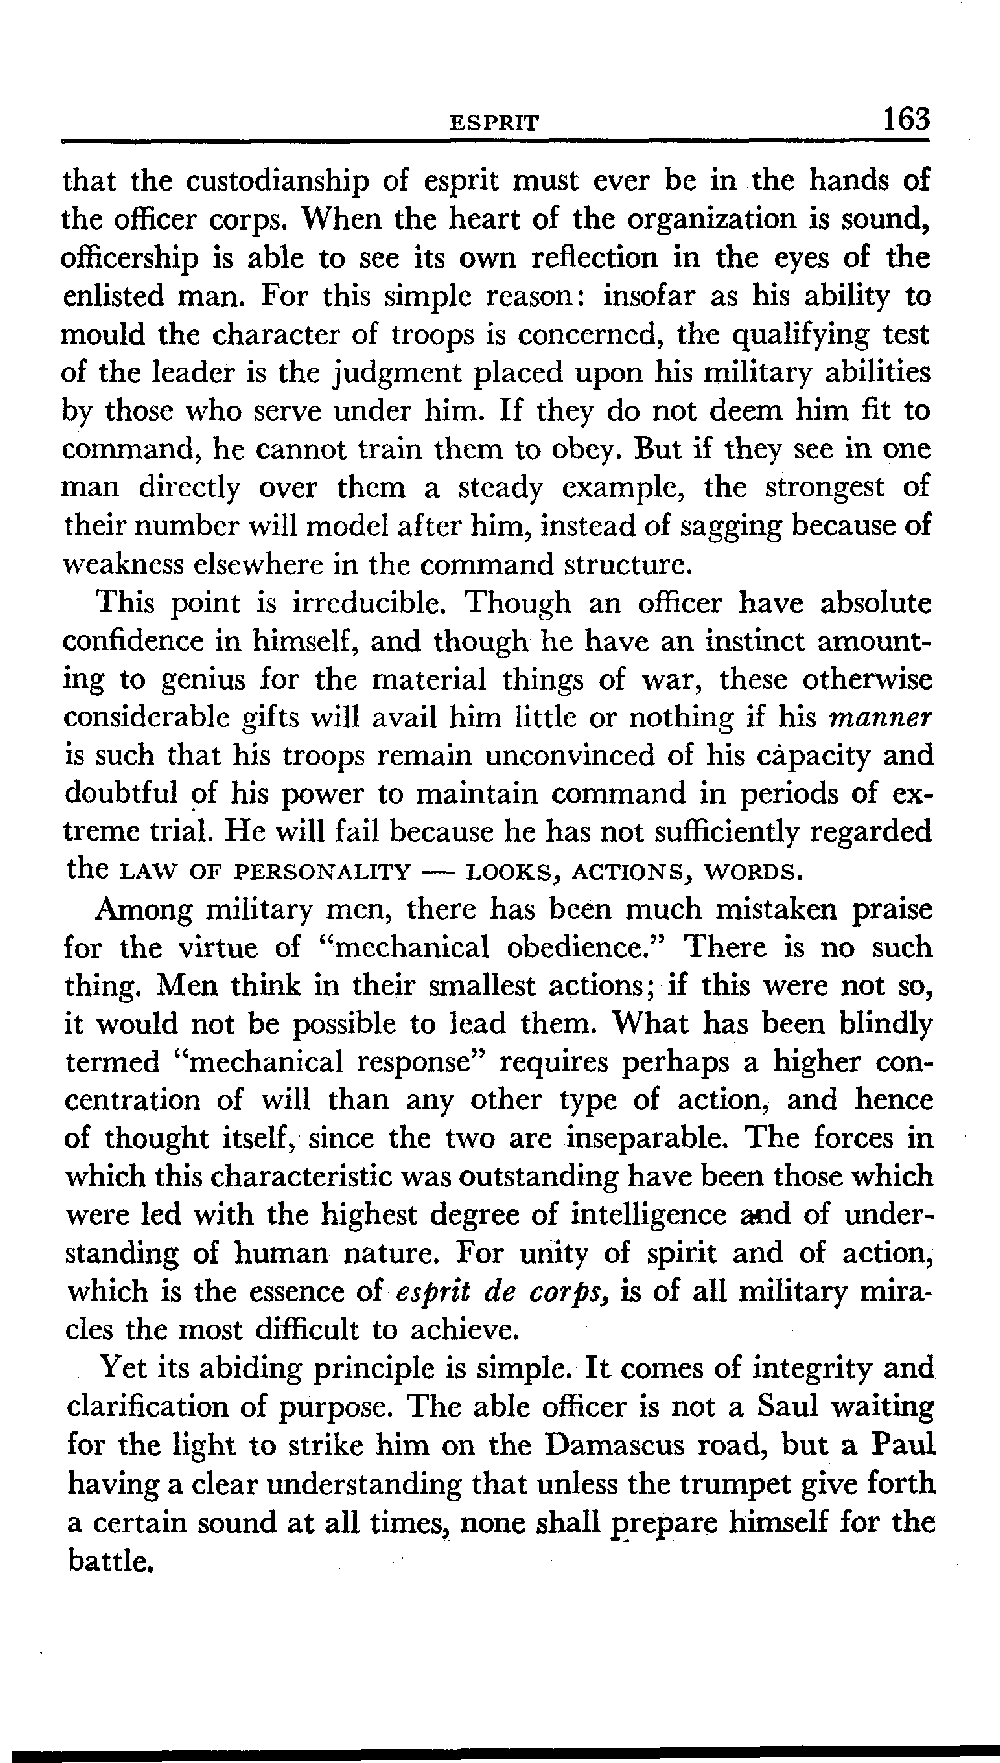 ESPRIT 163
that the custodianship of esprit must ever be in the hands of
the officer corps. When the heart of the organization is sound,
officership is able to see its own reflection in the eyes of the
enlisted man. For this simple reason: insofar as his ability to
mould the character of troops is concerned, the qualifying test
of the leader is the judgment placed upon his military abilities
by those who serve under him. If they do not deem him fit to
command, he cannot train them to obey. But if they see in one
man directly over them a steady example, the strongest of
their number will model after him, instead of sagging because of
weakness elsewhere in the command structure.
This point is irreducible. Though an officer have absolute
confidence in himself, and though he have an instinct amount-
ing to genius for the material things of war, these otherwise
considerable gifts will avail him little or nothing if his manner
is such that his troops remain unconvinced of his capacity and
doubtful of his power to maintain command in periods of ex-
treme trial. He will fail because he has not sufficiently regarded
the LAW OF PERSONALITY — LOOKS, ACTIONS, WORDS.
Among military men, there has been much mistaken praise
for the virtue of “mechanical obedience.” There is no such
thing. Men think in their smallest actions; if this were not so,
it would not be possible to lead them. What has been blindly
termed “mechanical response” requires perhaps a higher con-
centration of will than any other type of action, and hence
of thought itself, since the two are inseparable. The forces in
which this characteristic was outstanding have been those which
were led with the highest degree of intelligence and of under-
standing of human nature. For unity of spirit and of action,
which is the essence of esprit de corps, is of all military mira-
cles the most difficult to achieve.
Yet its abiding principle is simple. It comes of integrity and
clarification of purpose. The able officer is not a Saul waiting
for the light to strike him on the Damascus road, but a Paul
having a clear understanding that unless the trumpet give forth
a certain sound at all times, none shall prepare himself for the
battle.